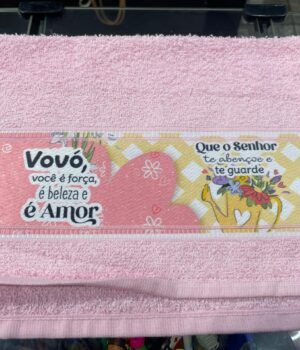 Vovó,
você é força,
é beleza e
é Amor
Que o Senhor
te abençoe e
te guarde